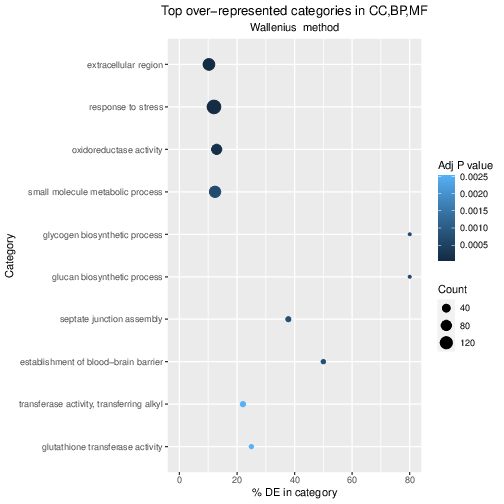 Top over−represented categories in CC,BP,MF
Wallenius method
extracellular region
response to stress
oxidoreductase activity
small molecule metabolic process
glycogen biosynthetic process
glucan biosynthetic process
septate junction assembly
establishment of blood−brain barrier
transferase activity, transferring alkyl
glutathione transferase activity
Category
0 20 40 60 80
% DE in category
Adj P value
0.0025
0.0020
0.0015
0.0010
0.0005
Count
40
80
120